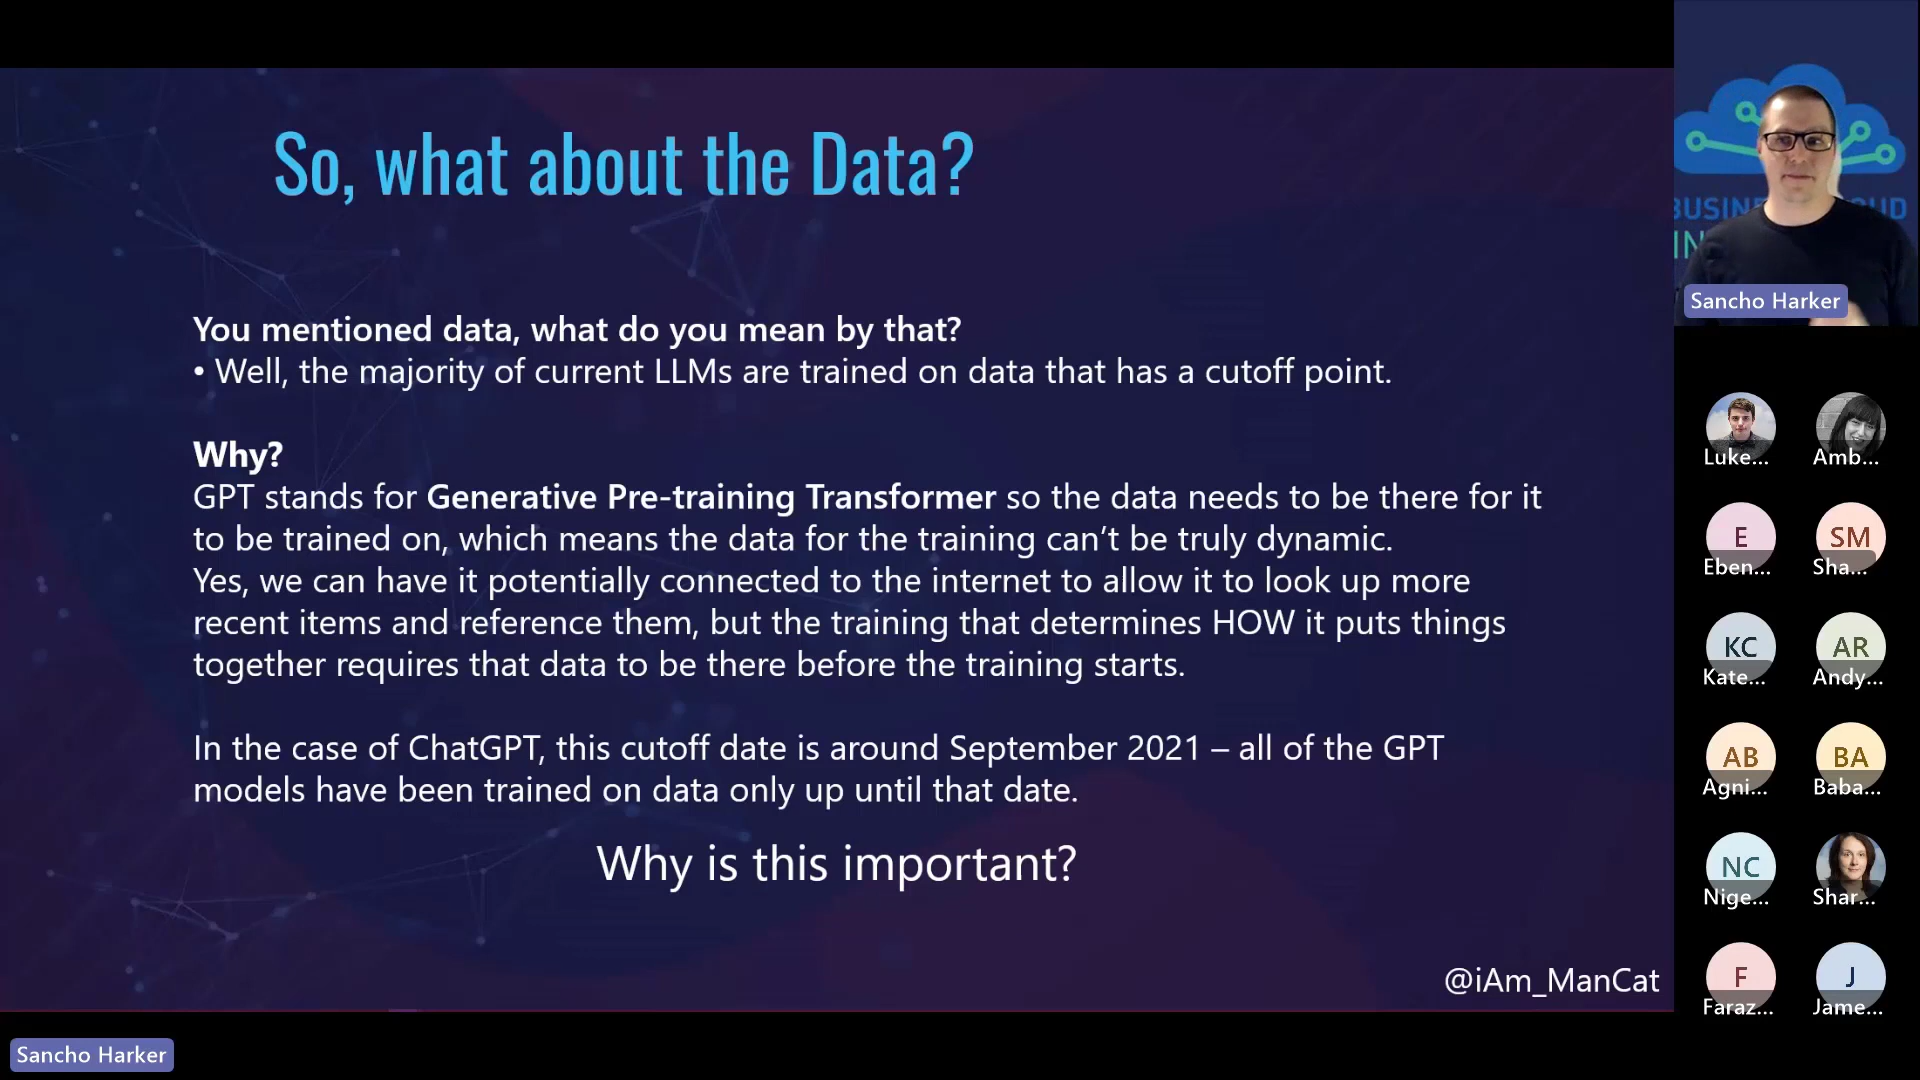 So, what about the Data?
You mentioned data, what do you mean by that?
• Well, the majority of current LLMs are trained on data that has a cutoff point.
Why?
GPT stands for Generative Pre-training Transformer so the data needs to be there for it
to be trained on, which means the data for the training can’t be truly dynamic.
Yes, we can have it potentially connected to the internet to allow it to look up more
recent items and reference them, but the training that determines HOW it puts things
together requires that data to be there before the training starts.
In the case of ChatGPT, this cutoff date is around September 2021 – all of the GPT
models have been trained on data only up until that date.
Why is this important?
@iAm_ManCat
Sancho Harker
Sancho Harker
Luke...
Amb...
E
Eben...
SM
Sha...
KC
Kate...
AR
Andy...
AB
Agni...
BA
Baba...
NC
Nige...
Shar...
F
Faraz...
J
Jame...